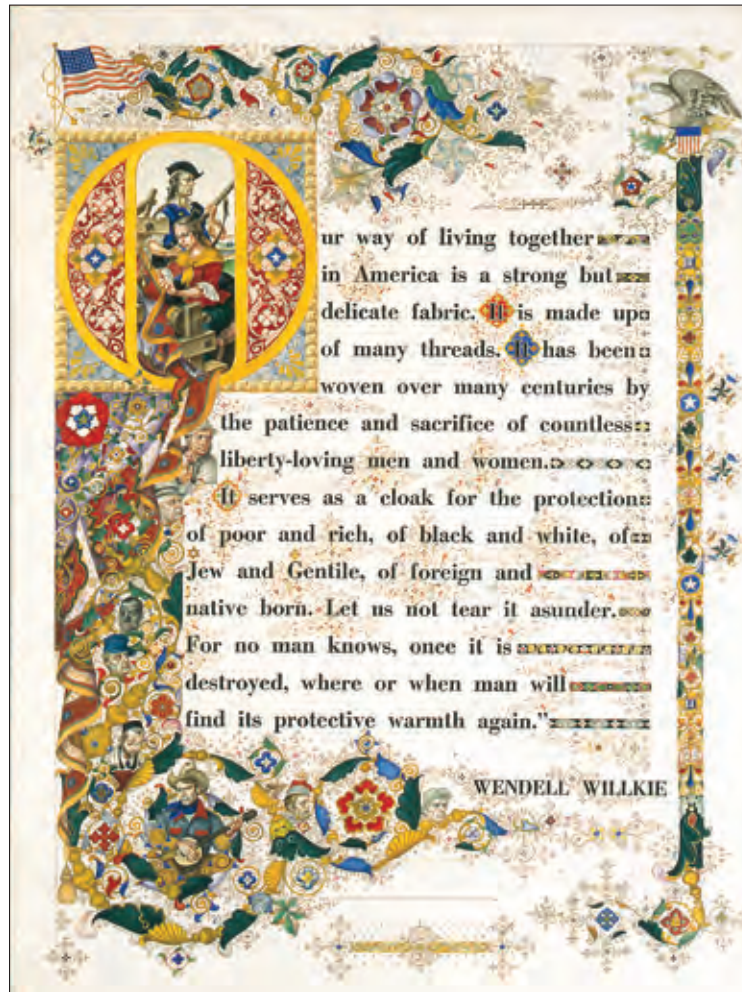 Our way of living together
in America is a strong but
delicate fabric. It is made up
of many threads. It has been
woven over many centuries by
the patience and sacrifice of countless
liberty-loving men and women.
It serves as a cloak for the protection
of poor and rich, of black and white, of
Jew and Gentile, of foreign and
native born. Let us not tear it asunder.
For no man knows, once it is
destroyed, where or when man will
find its protective warmth again.”
WENDELL WILLKIE